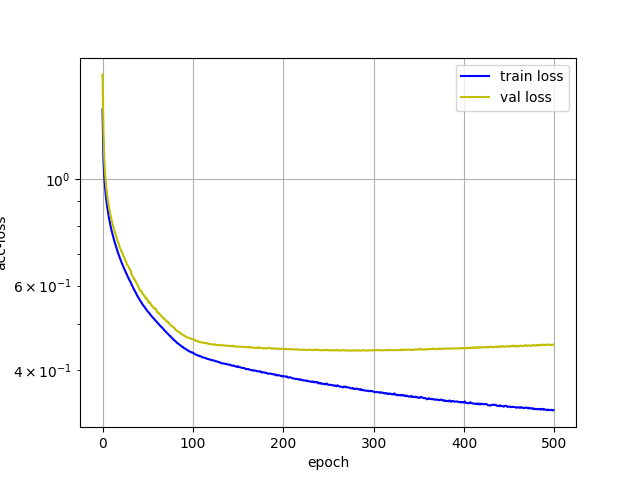 train loss
val loss
10⁰
6 × 10⁻¹
4 × 10⁻¹
acc-loss
0 100 200 300 400 500
epoch